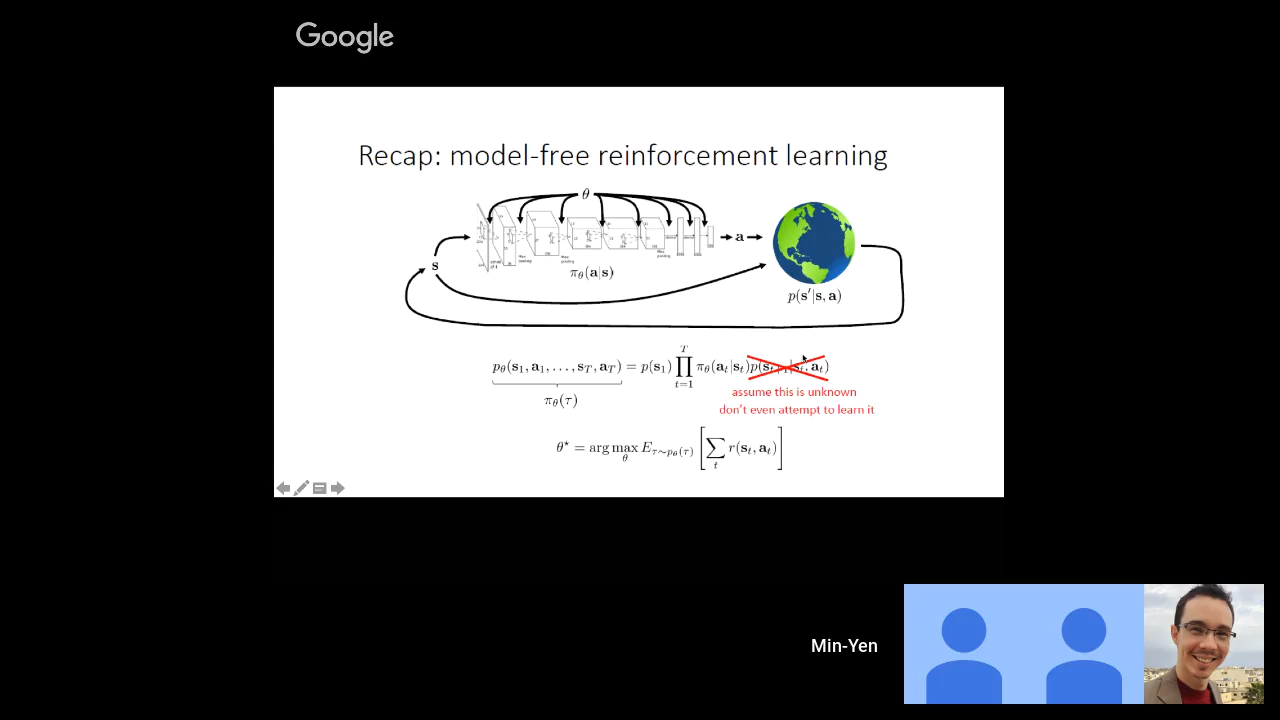 Google
Recap: model-free reinforcement learning
θ
s
a
π_θ(a|s)
p(s′|s, a)
p_θ(s_1, a_1, . . . , s_T, a_T) = p(s_1) ∏_{t=1}^{T} π_θ(a_t|s_t)p(s_{t+1}|s_t, a_t)
π_θ(τ)
assume this is unknown
don't even attempt to learn it
θ* = arg max_θ E_{τ∼p_θ(τ)} [∑_t r(s_t, a_t)]
Min-Yen